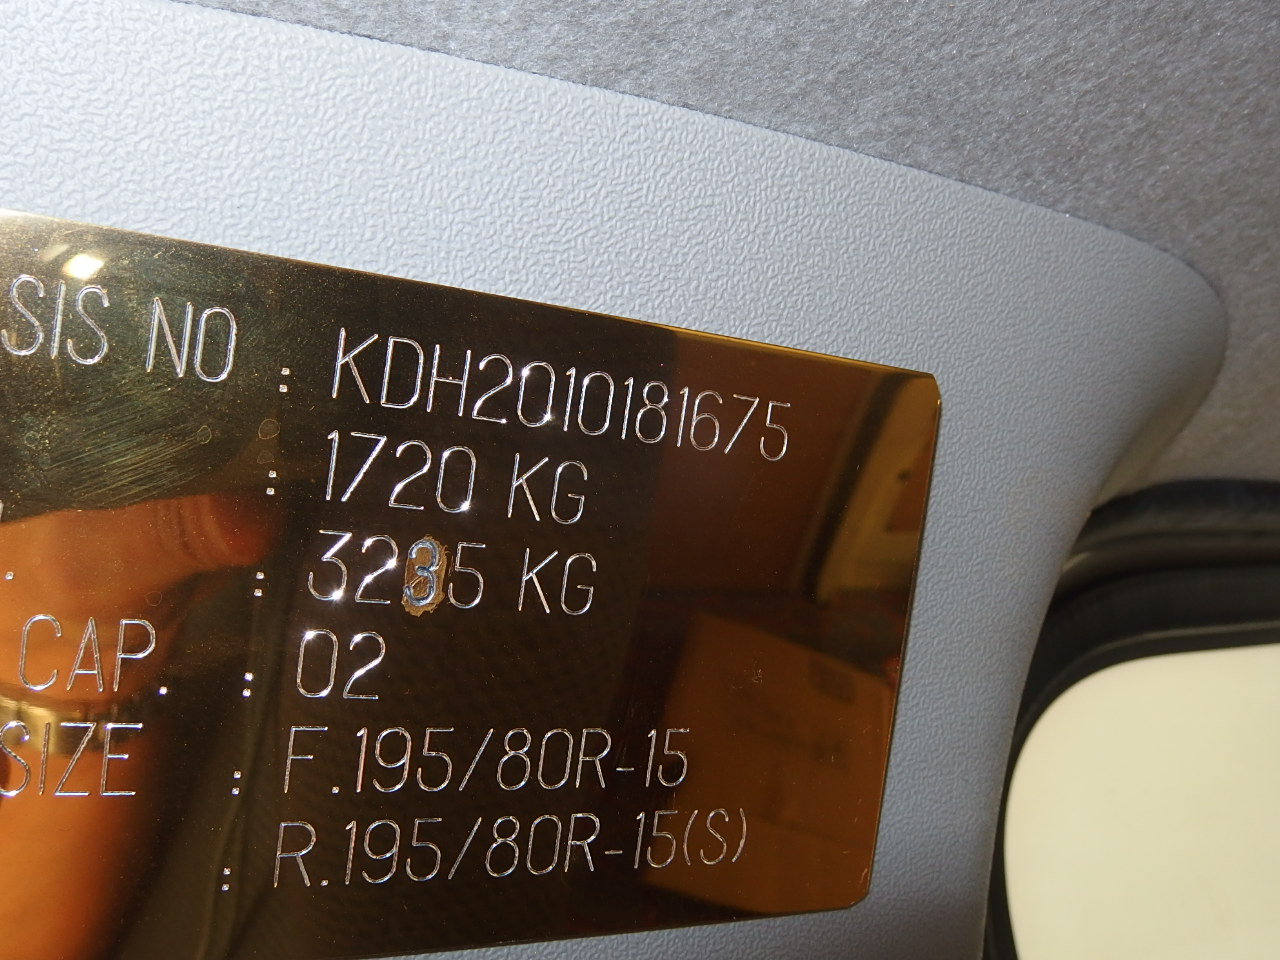 SIS NO : KDH2010181675
: 1720 KG
. : 3235 KG
CAP. : 02
SIZE : F.195/80R-15
: R.195/80R-15(S)